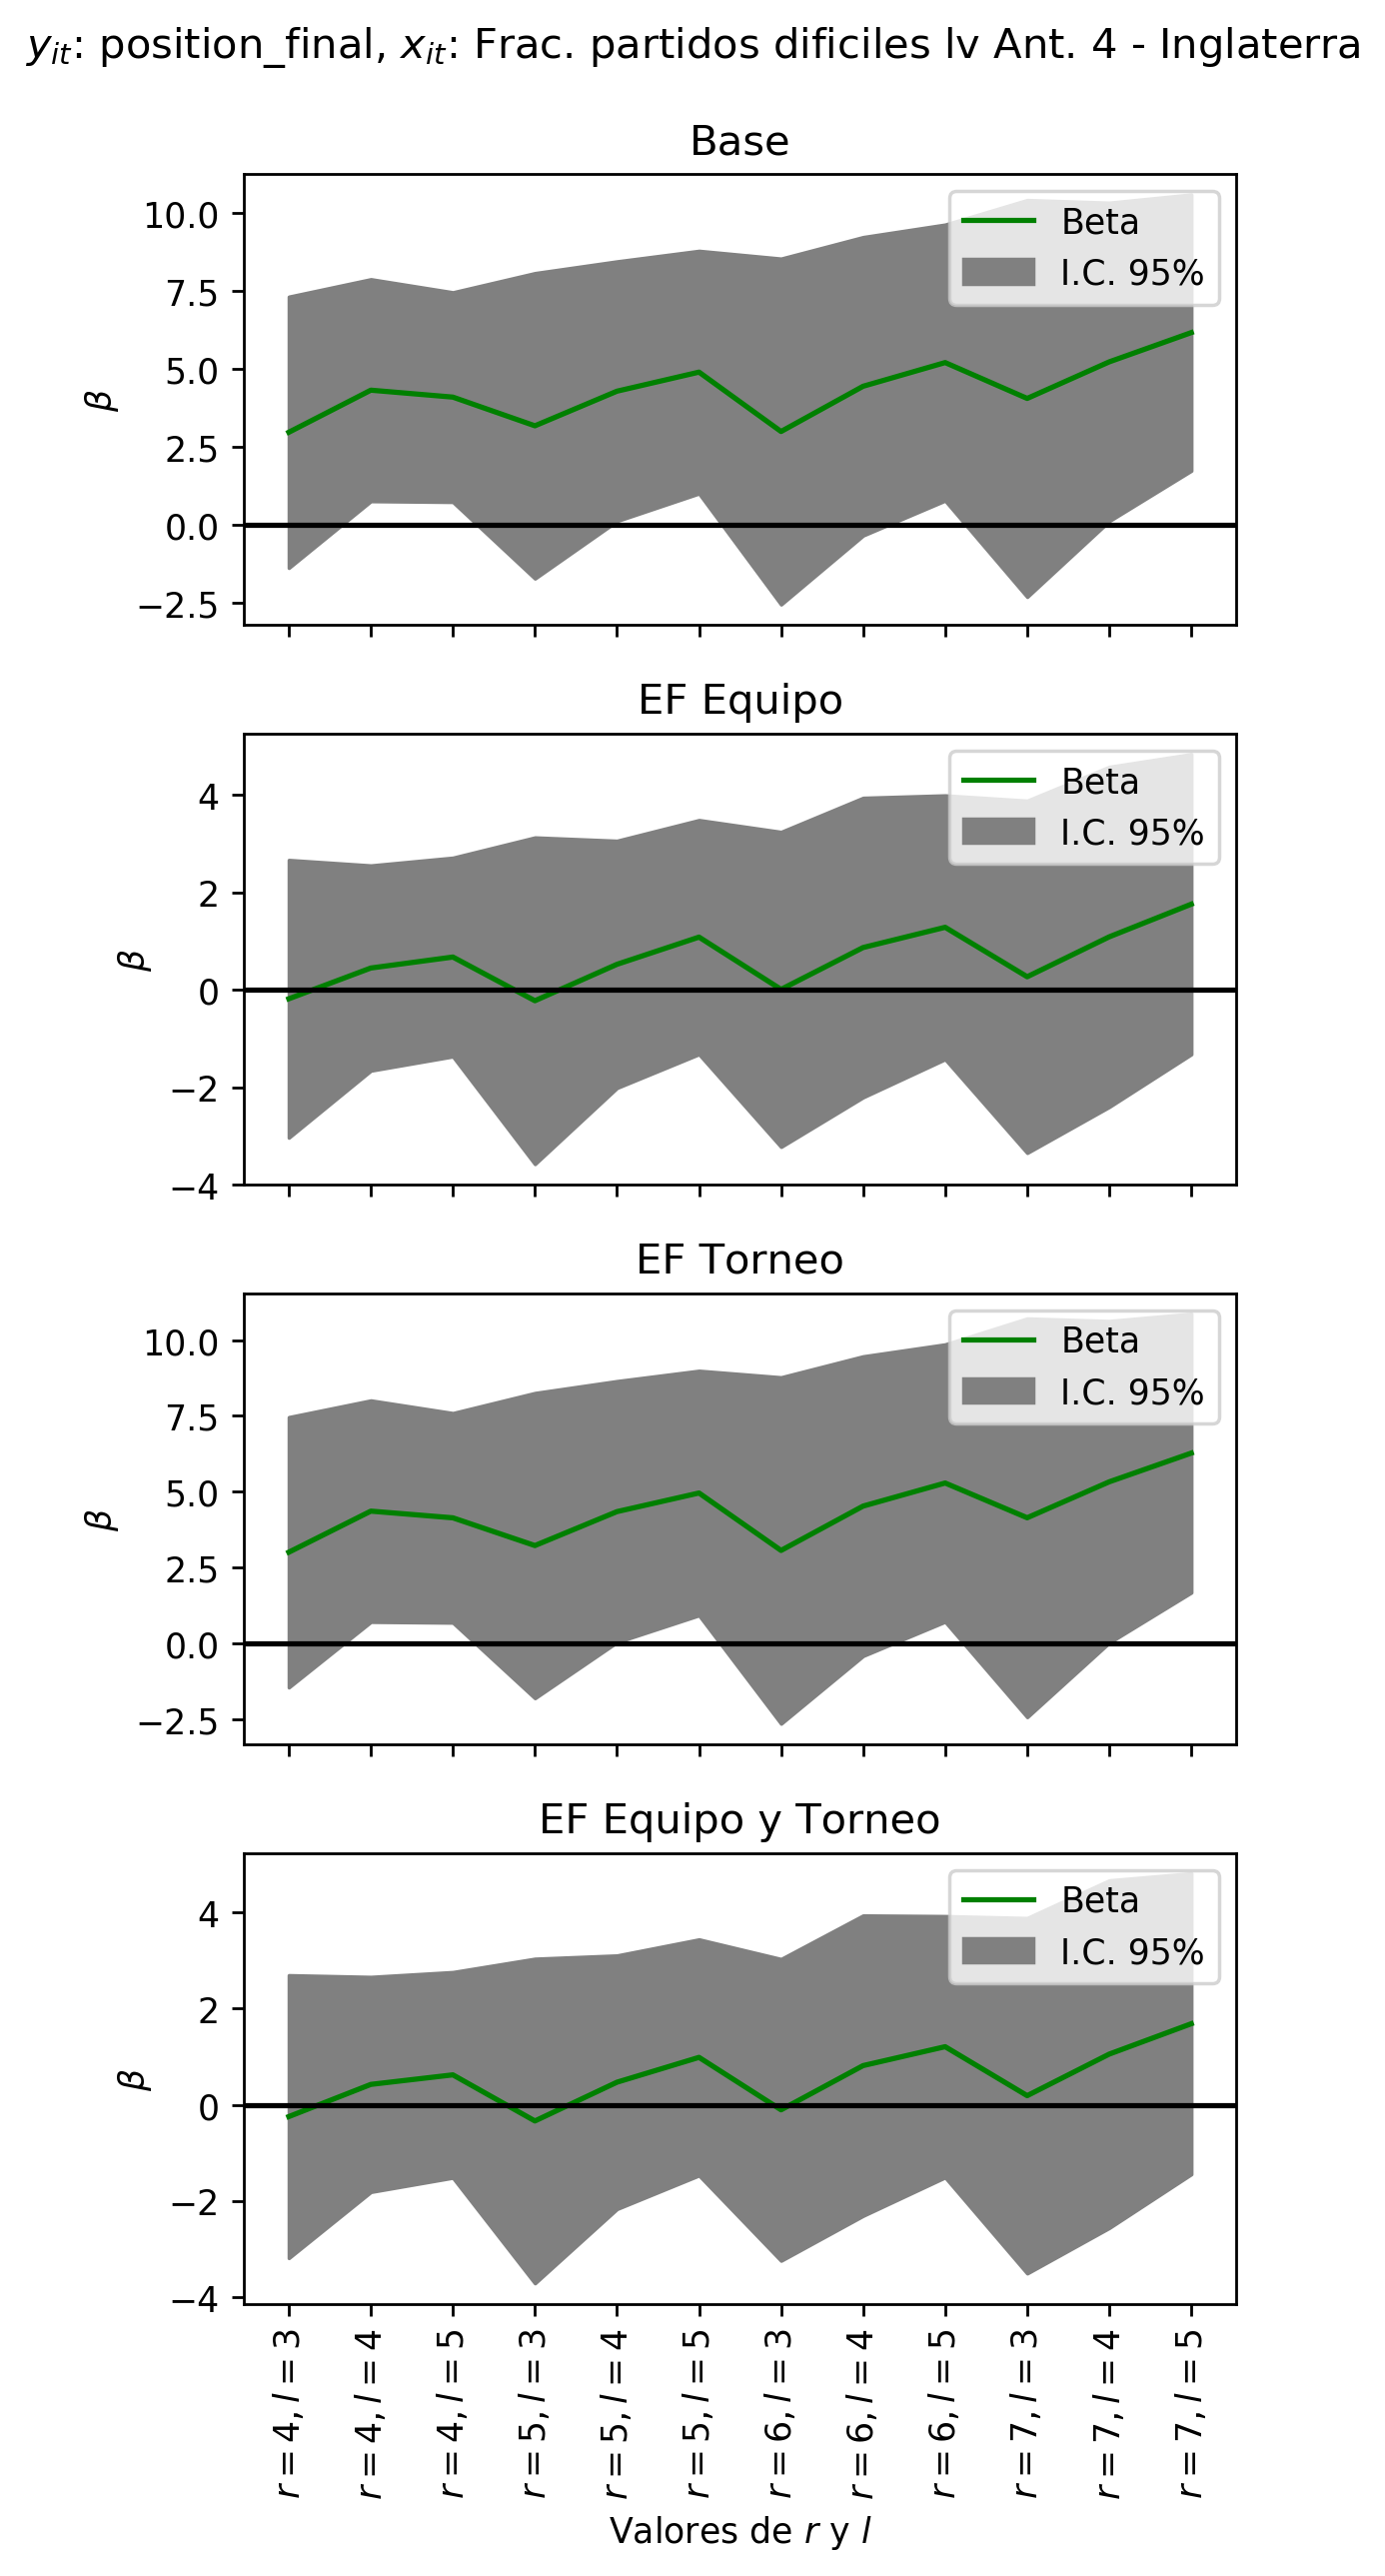 y_it: position_final, x_it: Frac. partidos dificiles lv Ant. 4 - Inglaterra
Base
10.0
7.5
5.0
2.5
0.0
−2.5
β
Beta
I.C. 95%
EF Equipo
4
2
0
−2
−4
β
Beta
I.C. 95%
EF Torneo
10.0
7.5
5.0
2.5
0.0
−2.5
β
Beta
I.C. 95%
EF Equipo y Torneo
4
2
0
−2
−4
β
Beta
I.C. 95%
r = 4, l = 3
r = 4, l = 4
r = 4, l = 5
r = 5, l = 3
r = 5, l = 4
r = 5, l = 5
r = 6, l = 3
r = 6, l = 4
r = 6, l = 5
r = 7, l = 3
r = 7, l = 4
r = 7, l = 5
Valores de r y l